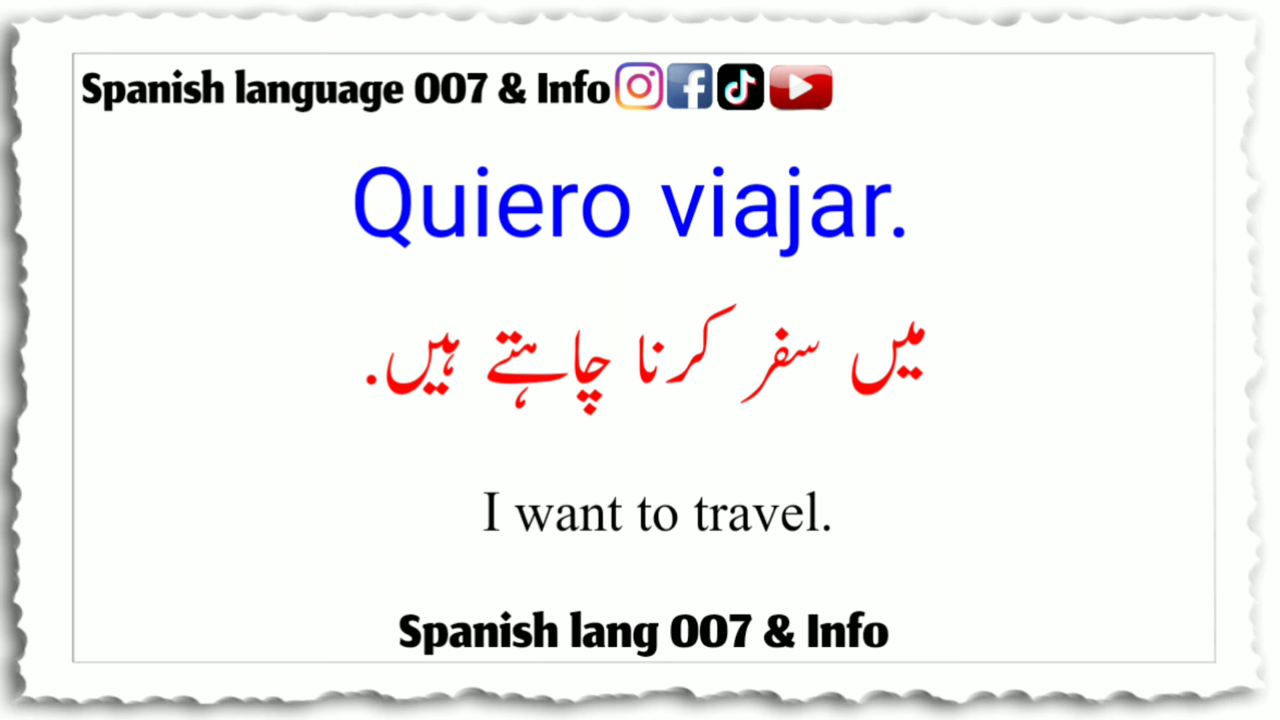 Spanish language 007 & Info
Quiero viajar.
میں سفر کرنا چاہتے ہیں.
I want to travel.
Spanish lang 007 & Info